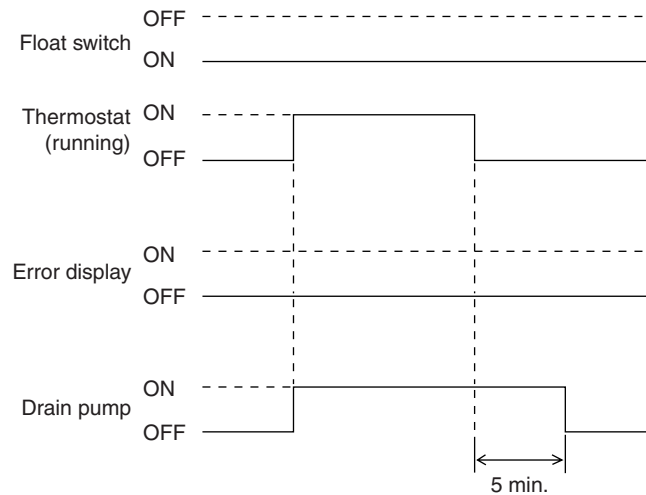 OFF
Float switch
ON
Thermostat ON
(running)
OFF
ON
Error display
OFF
ON
Drain pump
OFF
5 min.